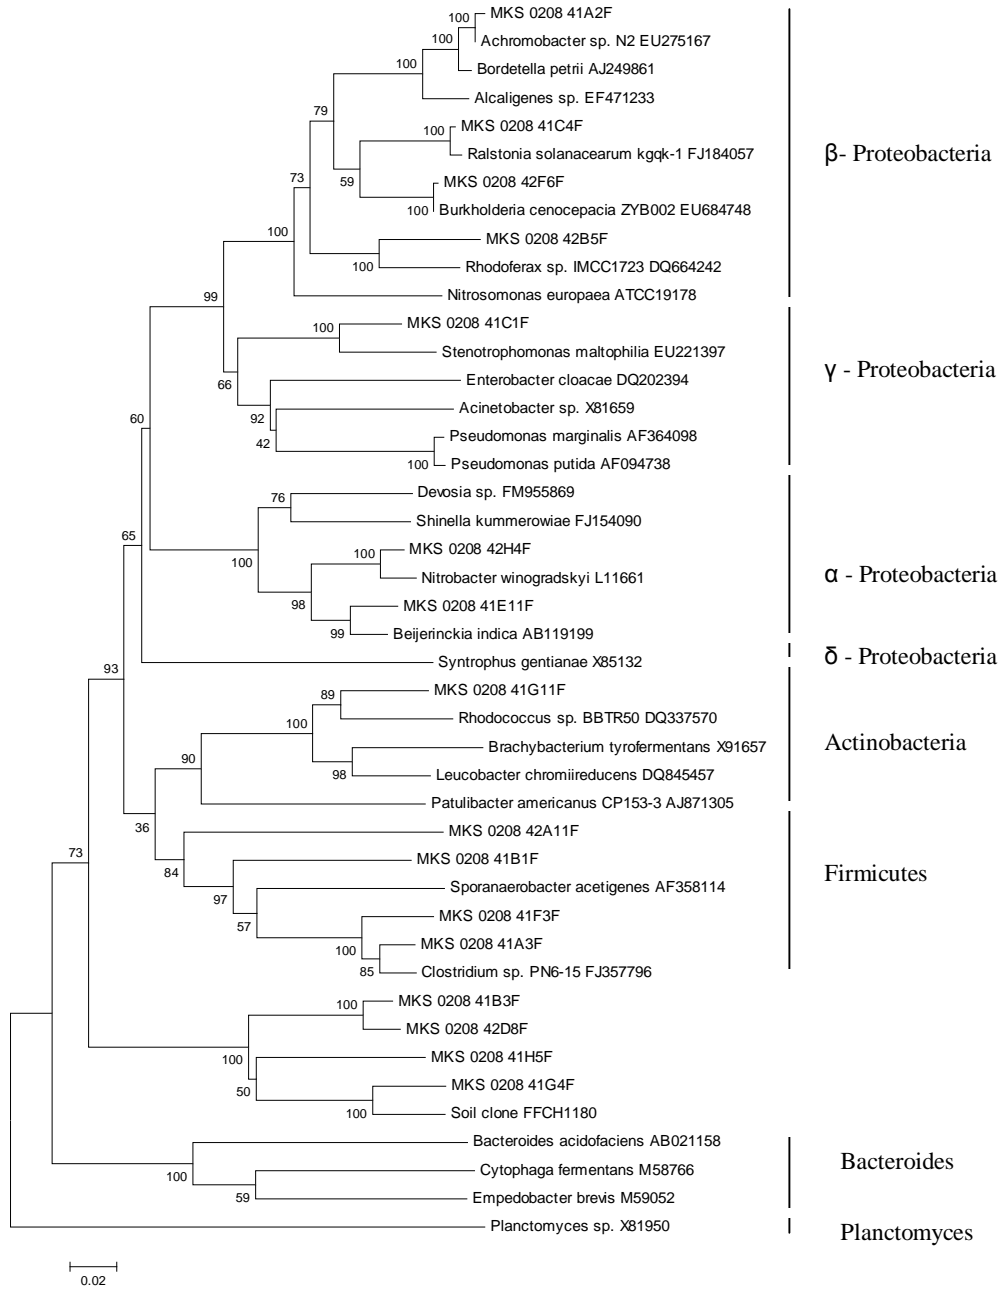 MKS 0208 41A2F
100
Achromobacter sp. N2 EU275167
100
Bordetella petrii AJ249861
100
Alcaligenes sp. EF471233
79
MKS 0208 41C4F
100
Ralstonia solanacearum kgqk-1 FJ184057
β- Proteobacteria
59
73
MKS 0208 42F6F
100
Burkholderia cenocepacia ZYB002 EU684748
100
MKS 0208 42B5F
100
Rhodoferax sp. IMCC1723 DQ664242
Nitrosomonas europaea ATCC19178
99
MKS 0208 41C1F
100
Stenotrophomonas maltophilia EU221397
γ - Proteobacteria
66
Enterobacter cloacae DQ202394
92
Acinetobacter sp. X81659
60
42
Pseudomonas marginalis AF364098
100
Pseudomonas putida AF094738
Devosia sp. FM955869
76
Shinella kummerowiae FJ154090
65
100
MKS 0208 42H4F
100
Nitrobacter winogradskyi L11661
α - Proteobacteria
98
MKS 0208 41E11F
99
Beijerinckia indica AB119199
Syntrophus gentianae X85132
δ - Proteobacteria
93
MKS 0208 41G11F
89
Rhodococcus sp. BBTR50 DQ337570
100
Brachybacterium tyrofermentans X91657
Actinobacteria
90
98
Leucobacter chromiireducens DQ845457
Patulibacter americanus CP153-3 AJ871305
36
MKS 0208 42A11F
73
MKS 0208 41B1F
84
Firmicutes
Sporanaerobacter acetigenes AF358114
97
MKS 0208 41F3F
57
MKS 0208 41A3F
100
Clostridium sp. PN6-15 FJ357796
85
MKS 0208 41B3F
100
MKS 0208 42D8F
MKS 0208 41H5F
100
MKS 0208 41G4F
50
Soil clone FFCH1180
100
Bacteroides acidofaciens AB021158
Bacteroides
Cytophaga fermentans M58766
100
Empedobacter brevis M59052
59
Planctomyces sp. X81950
Planctomyces
0.02